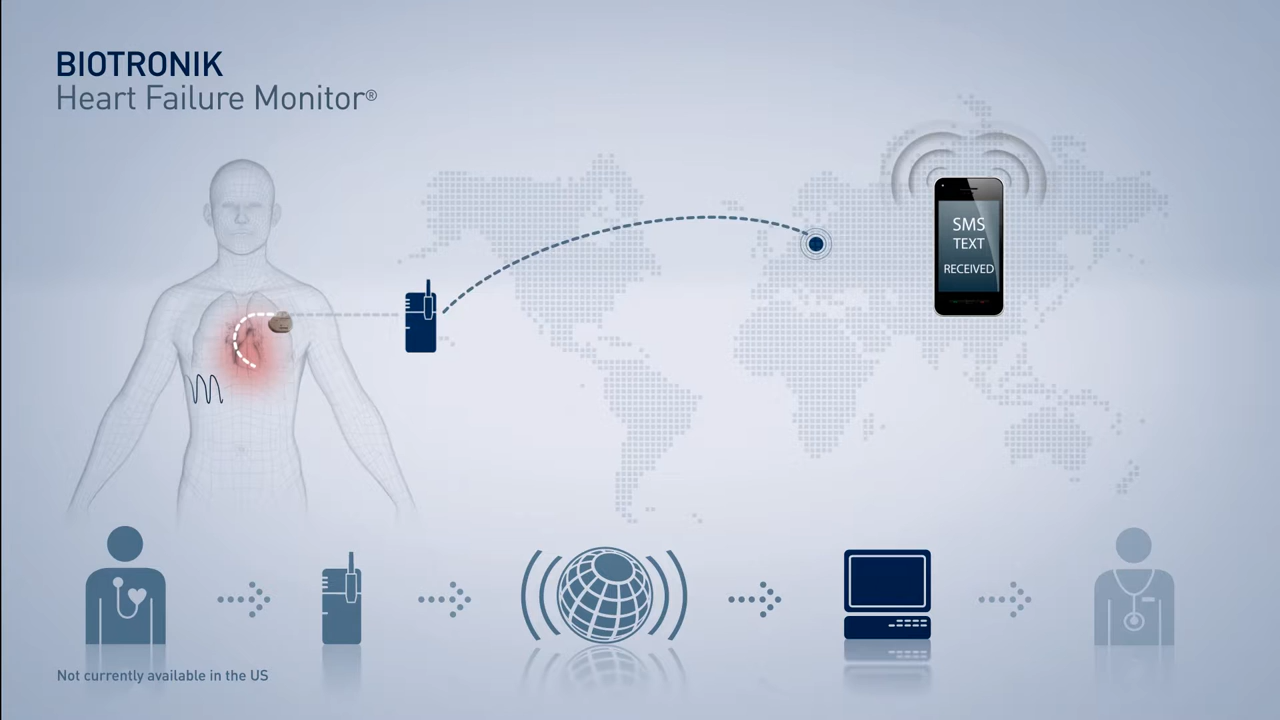 BIOTRONIK
Heart Failure Monitor®
SMS
TEXT
RECEIVED
Not currently available in the US